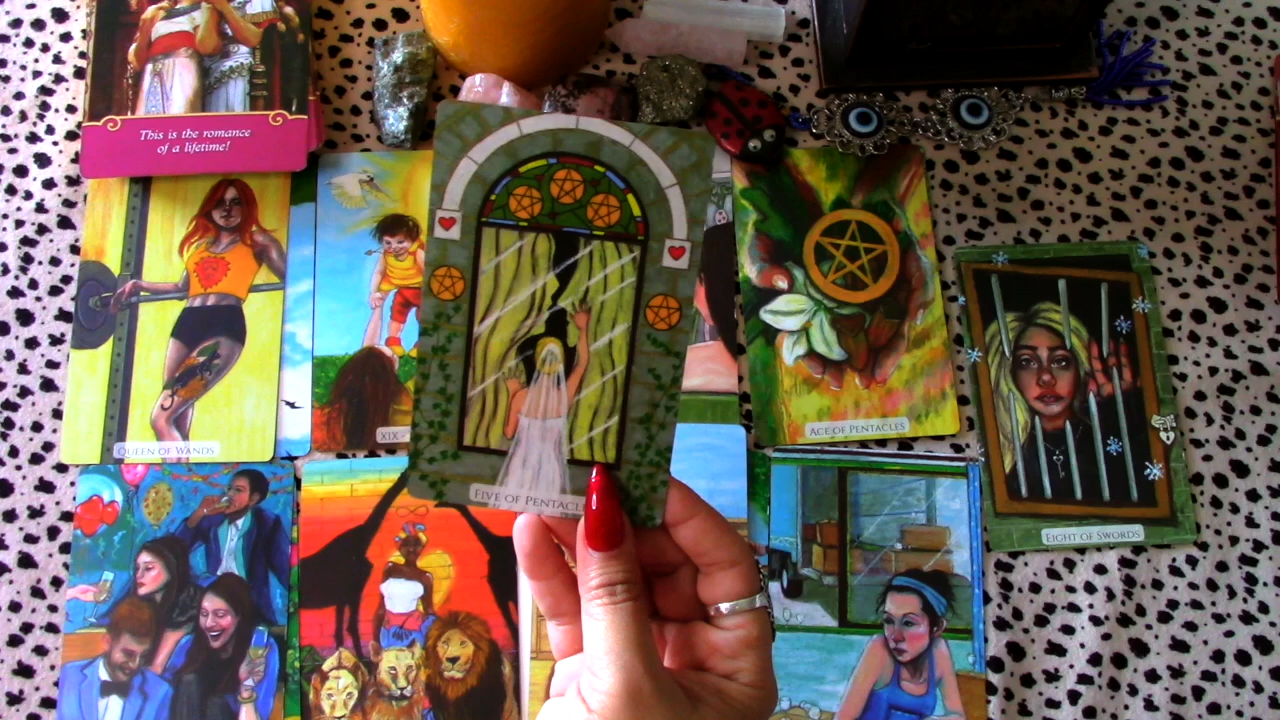 This is the romance
of a lifetime!
QUEEN OF WANDS
XIX -
FIVE OF PENTACL
ACE OF PENTACLES
EIGHT OF SWORDS